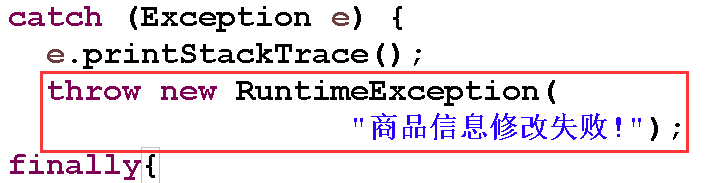 catch (Exception e) {
e.printStackTrace();
throw new RuntimeException(
"商品信息修改失败!");
finally{